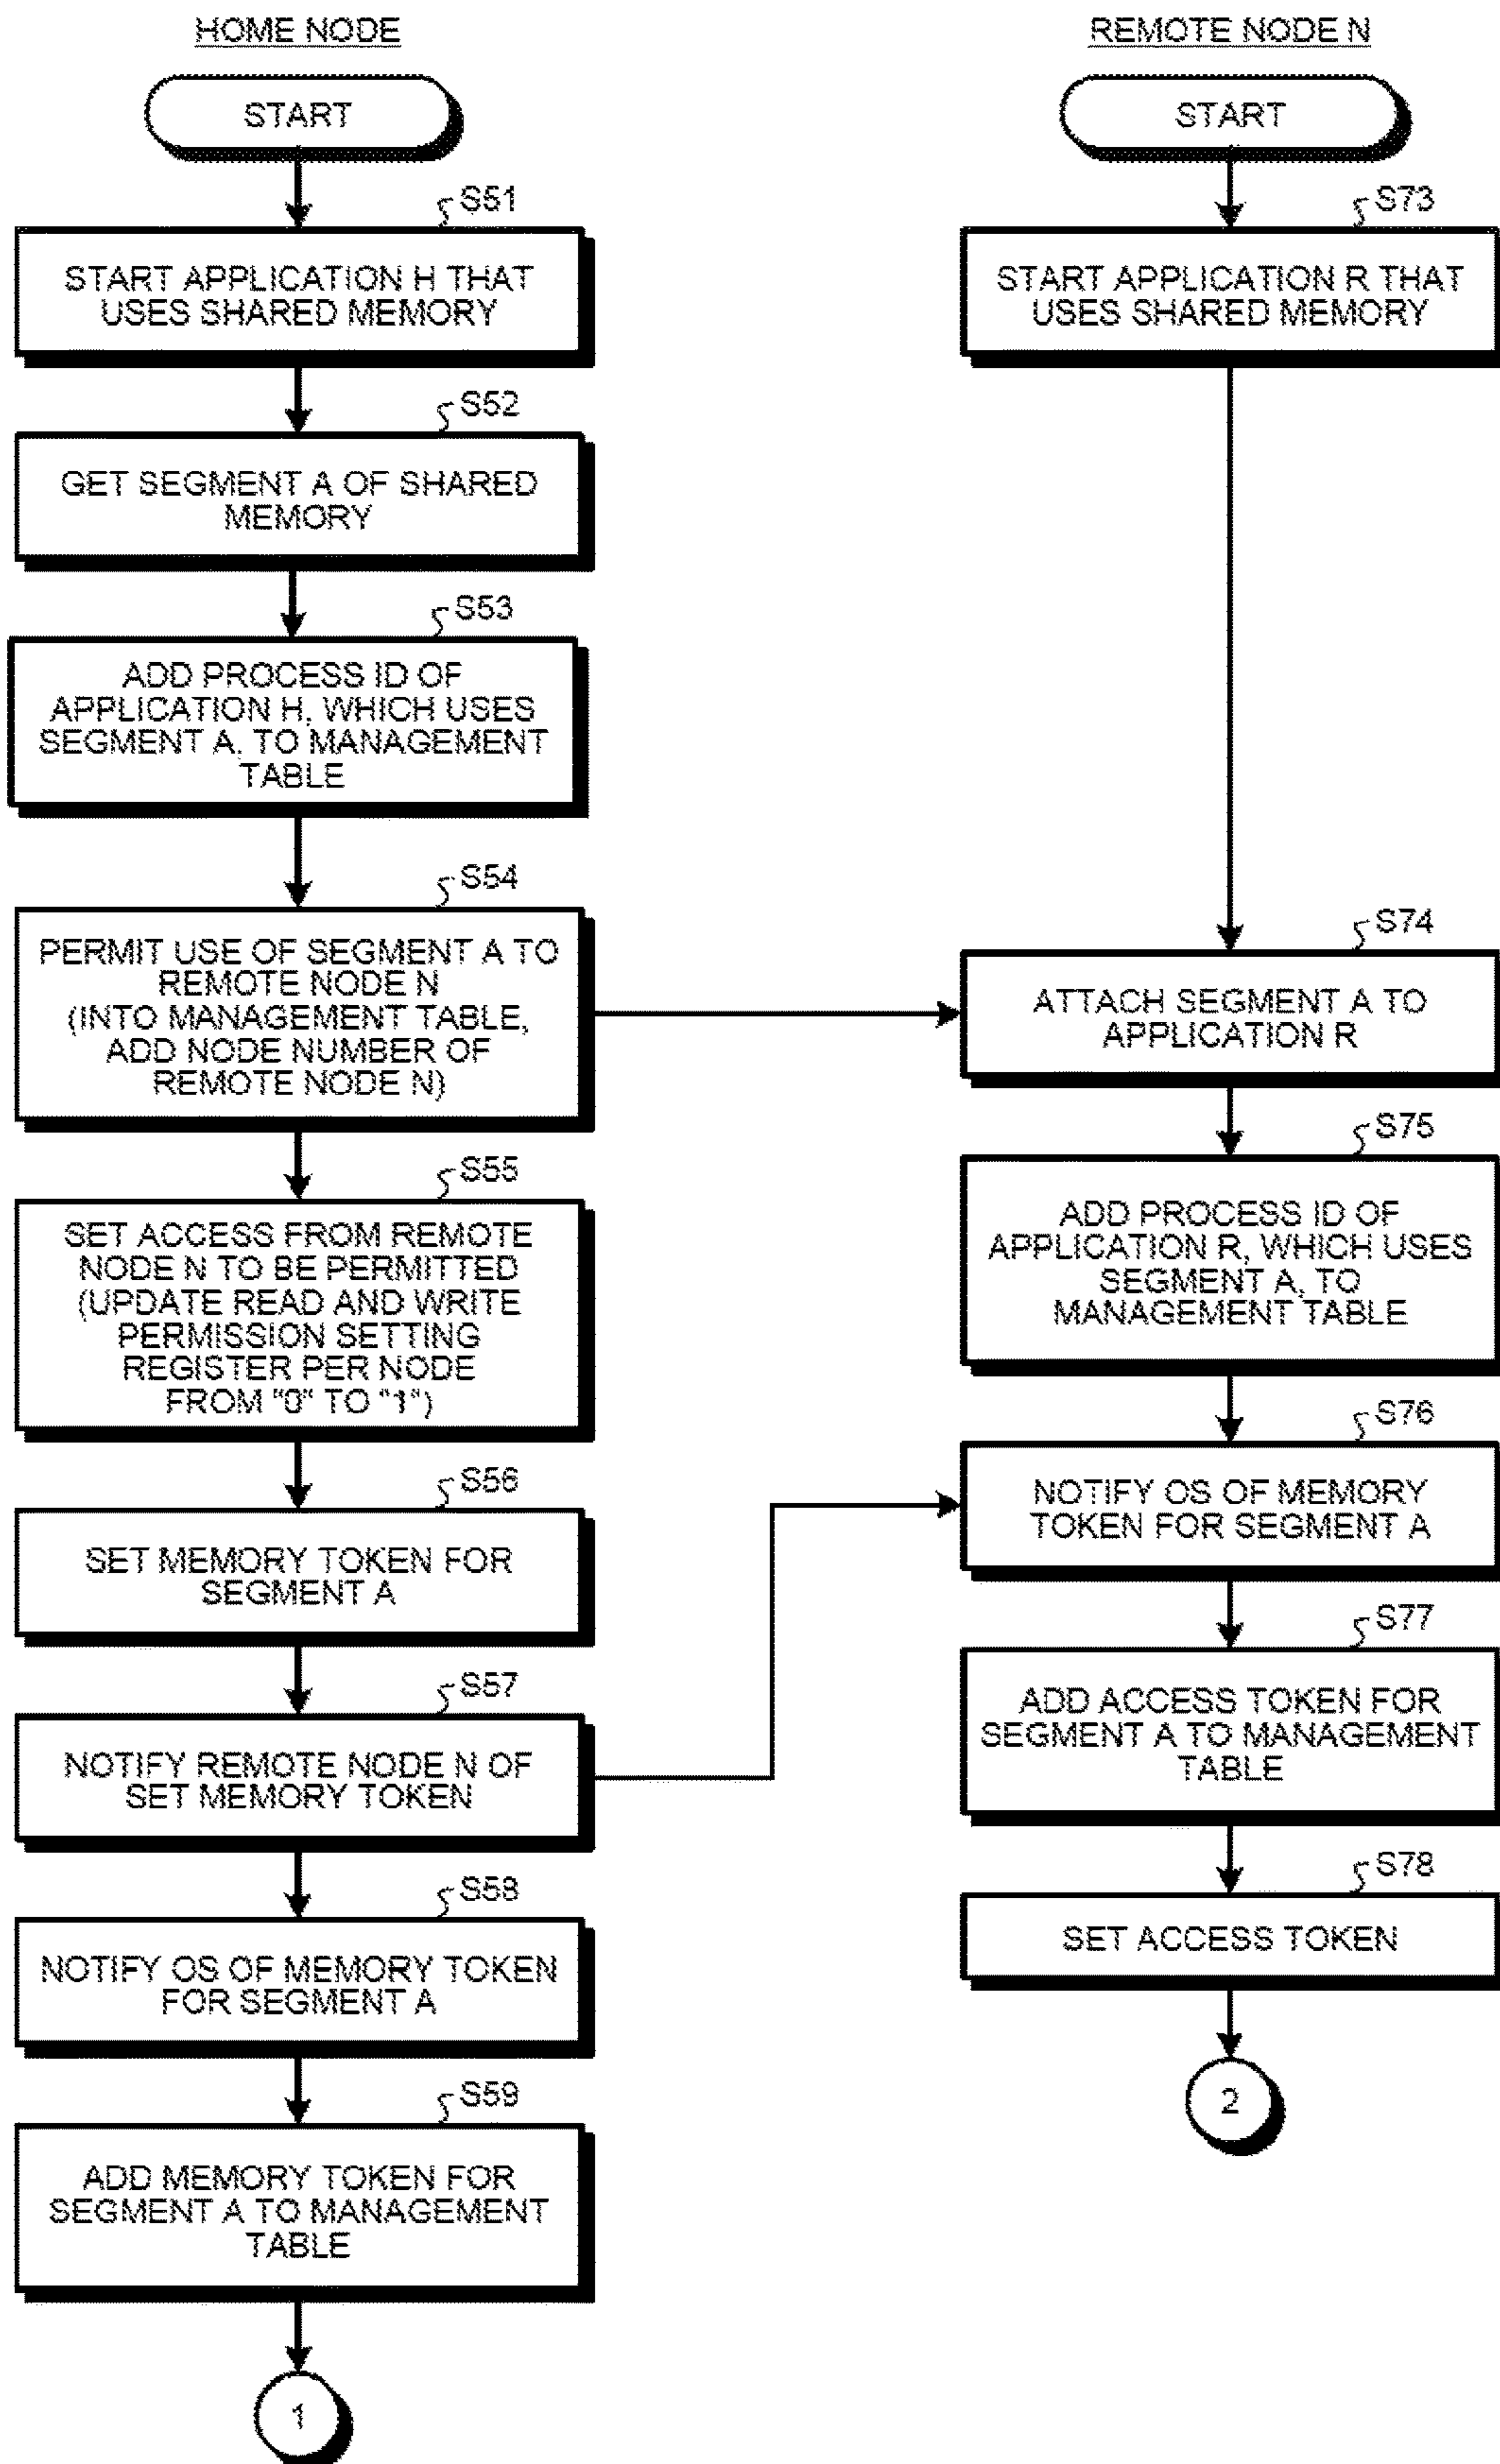 HOME NODE
START
S51
START APPLICATION H THAT
USES SHARED MEMORY
S52
GET SEGMENT A OF SHARED
MEMORY
S53
ADD PROCESS ID OF
APPLICATION H, WHICH USES
SEGMENT A, TO MANAGEMENT
TABLE
S54
PERMIT USE OF SEGMENT A TO
REMOTE NODE N
(INTO MANAGEMENT TABLE,
ADD NODE NUMBER OF
REMOTE NODE N)
S55
SET ACCESS FROM REMOTE
NODE N TO BE PERMITTED
(UPDATE READ AND WRITE
PERMISSION SETTING
REGISTER PER NODE
FROM "0" TO "1")
S56
SET MEMORY TOKEN FOR
SEGMENT A
S57
NOTIFY REMOTE NODE N OF
SET MEMORY TOKEN
S58
NOTIFY OS OF MEMORY TOKEN
FOR SEGMENT A
S59
ADD MEMORY TOKEN FOR
SEGMENT A TO MANAGEMENT
TABLE
1
REMOTE NODE N
START
S73
START APPLICATION R THAT
USES SHARED MEMORY
S74
ATTACH SEGMENT A TO
APPLICATION R
S75
ADD PROCESS ID OF
APPLICATION R, WHICH USES
SEGMENT A, TO
MANAGEMENT TABLE
S76
NOTIFY OS OF MEMORY
TOKEN FOR SEGMENT A
S77
ADD ACCESS TOKEN FOR
SEGMENT A TO MANAGEMENT
TABLE
S78
SET ACCESS TOKEN
2